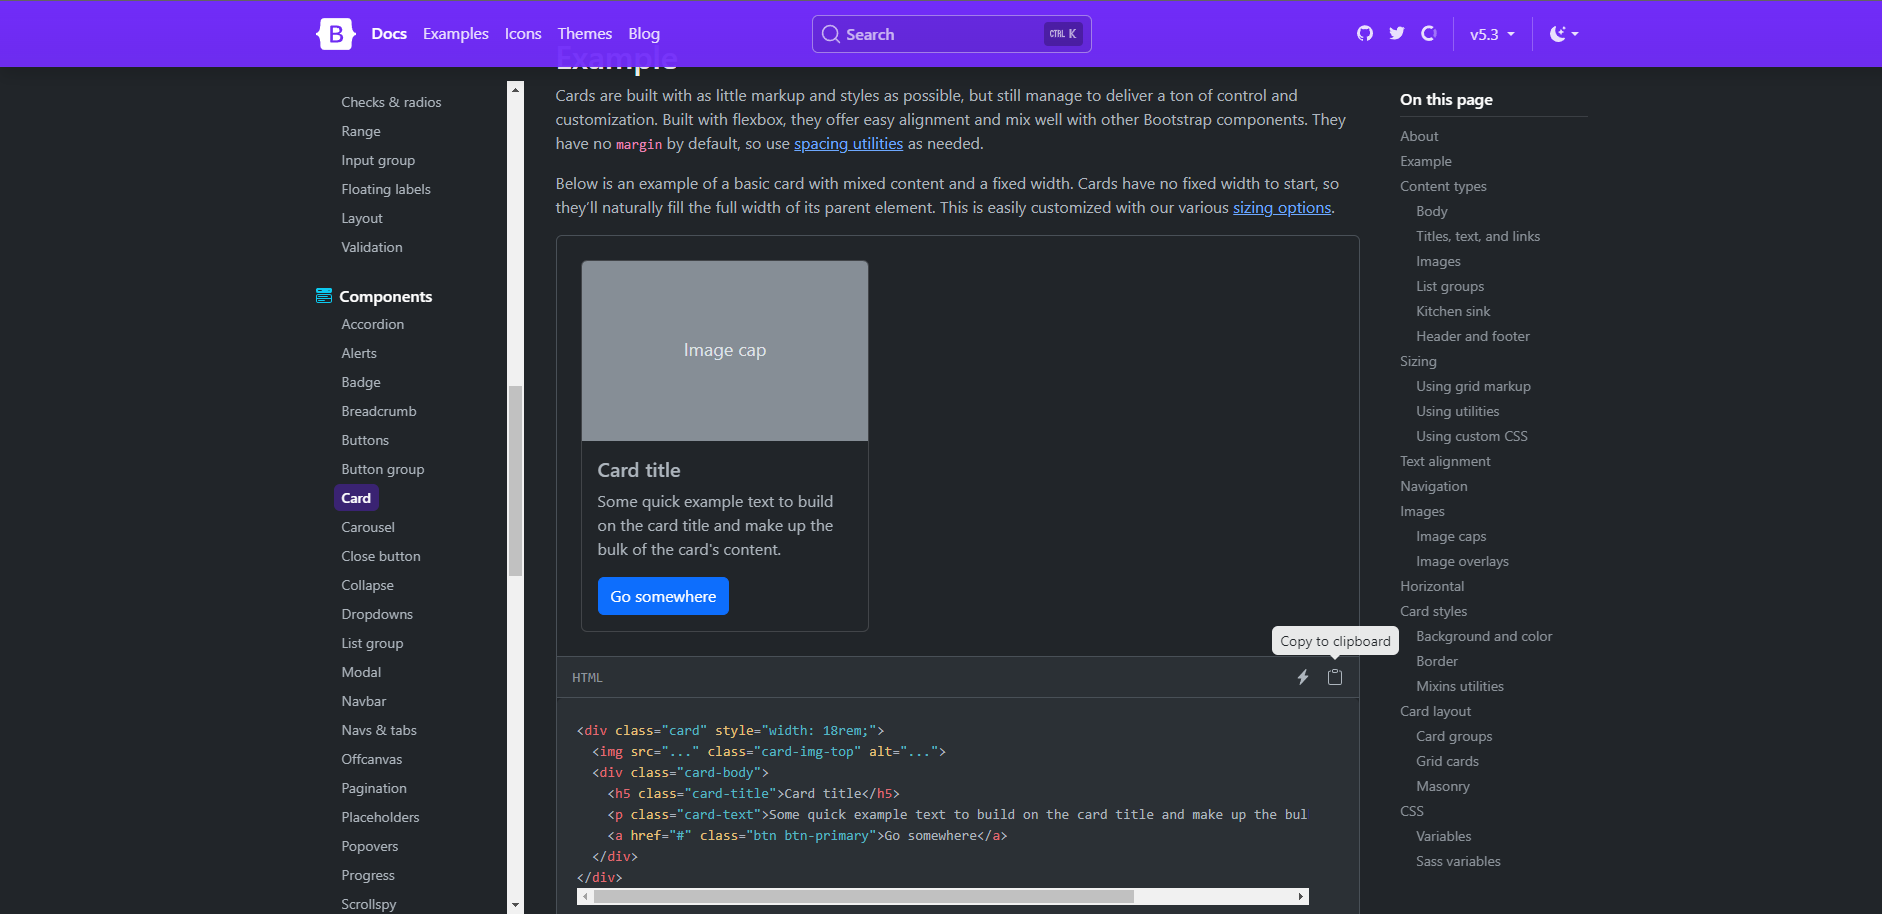 B
Docs
Examples
Icons
Themes
Blog
Search
CTRL K
v5.3
Checks & radios
Range
Input group
Floating labels
Layout
Validation
Components
Accordion
Alerts
Badge
Breadcrumb
Buttons
Button group
Card
Carousel
Close button
Collapse
Dropdowns
List group
Modal
Navbar
Navs & tabs
Offcanvas
Pagination
Placeholders
Popovers
Progress
Scrollspy
Example
Cards are built with as little markup and styles as possible, but still manage to deliver a ton of control and
customization. Built with flexbox, they offer easy alignment and mix well with other Bootstrap components. They
have no margin by default, so use spacing utilities as needed.
Below is an example of a basic card with mixed content and a fixed width. Cards have no fixed width to start, so
they’ll naturally fill the full width of its parent element. This is easily customized with our various sizing options.
Image cap
Card title
Some quick example text to build
on the card title and make up the
bulk of the card's content.
Go somewhere
Copy to clipboard
HTML
<div class="card" style="width: 18rem;">
  <img src="..." class="card-img-top" alt="...">
  <div class="card-body">
    <h5 class="card-title">Card title</h5>
    <p class="card-text">Some quick example text to build on the card title and make up the bul
    <a href="#" class="btn btn-primary">Go somewhere</a>
  </div>
</div>
On this page
About
Example
Content types
Body
Titles, text, and links
Images
List groups
Kitchen sink
Header and footer
Sizing
Using grid markup
Using utilities
Using custom CSS
Text alignment
Navigation
Images
Image caps
Image overlays
Horizontal
Card styles
Background and color
Border
Mixins utilities
Card layout
Card groups
Grid cards
Masonry
CSS
Variables
Sass variables